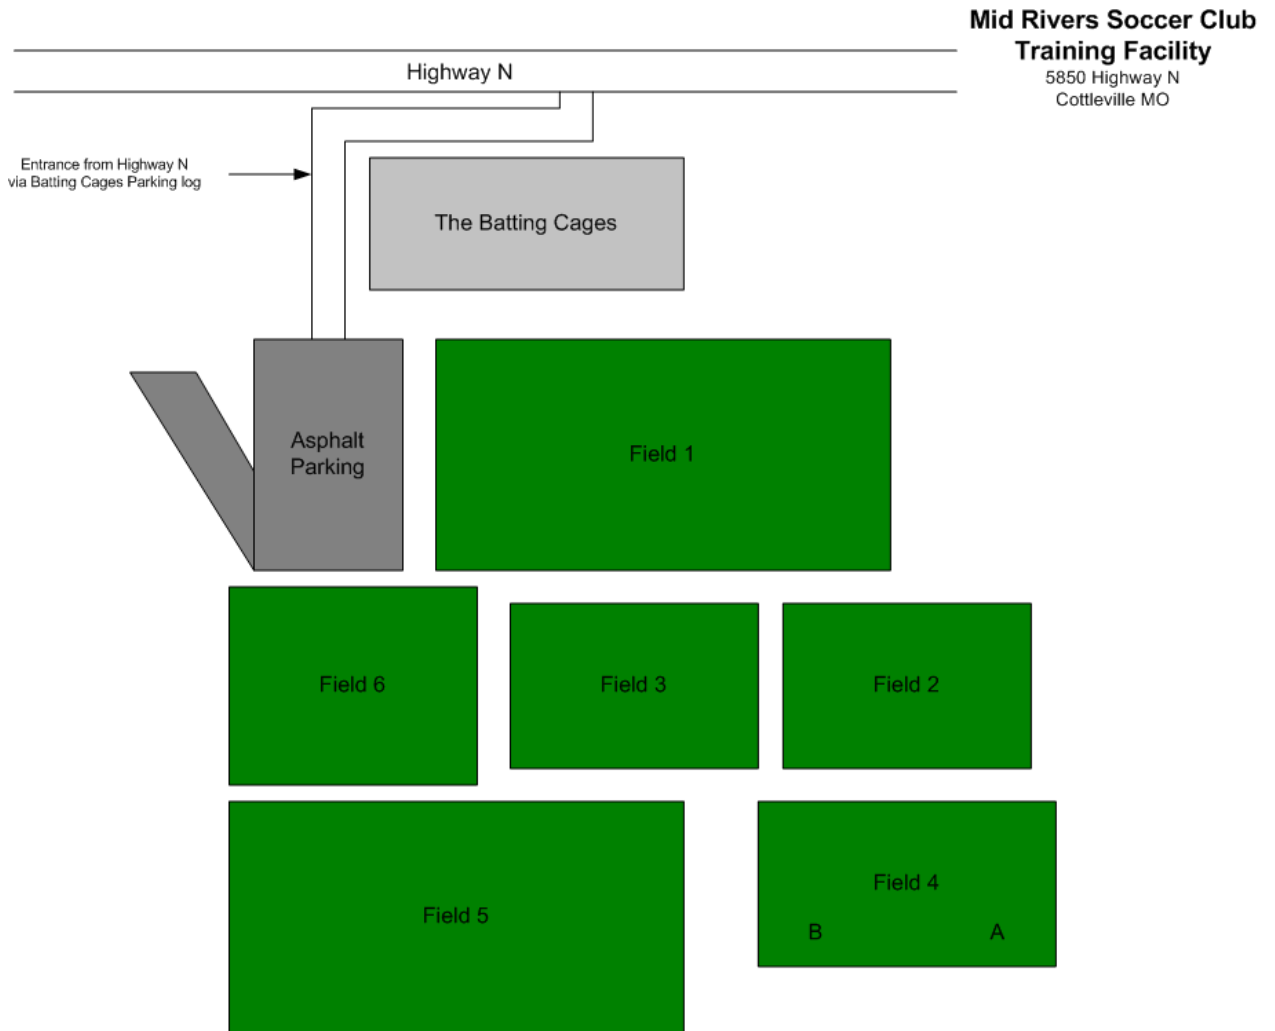 Mid Rivers Soccer Club
Training Facility
5850 Highway N
Cottleville MO
Highway N
Entrance from Highway N
via Batting Cages Parking log
The Batting Cages
Asphalt
Parking
Field 1
Field 6
Field 3
Field 2
Field 5
Field 4
B
A